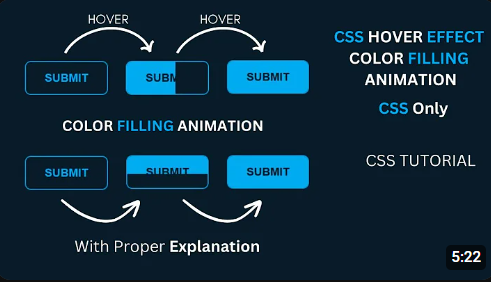 HOVER HOVER
SUBMIT SUBM SUBMIT
COLOR FILLING ANIMATION
SUBMIT SUBMIT SUBMIT
With Proper Explanation
CSS HOVER EFFECT
COLOR FILLING
ANIMATION
CSS Only
CSS TUTORIAL
5:22